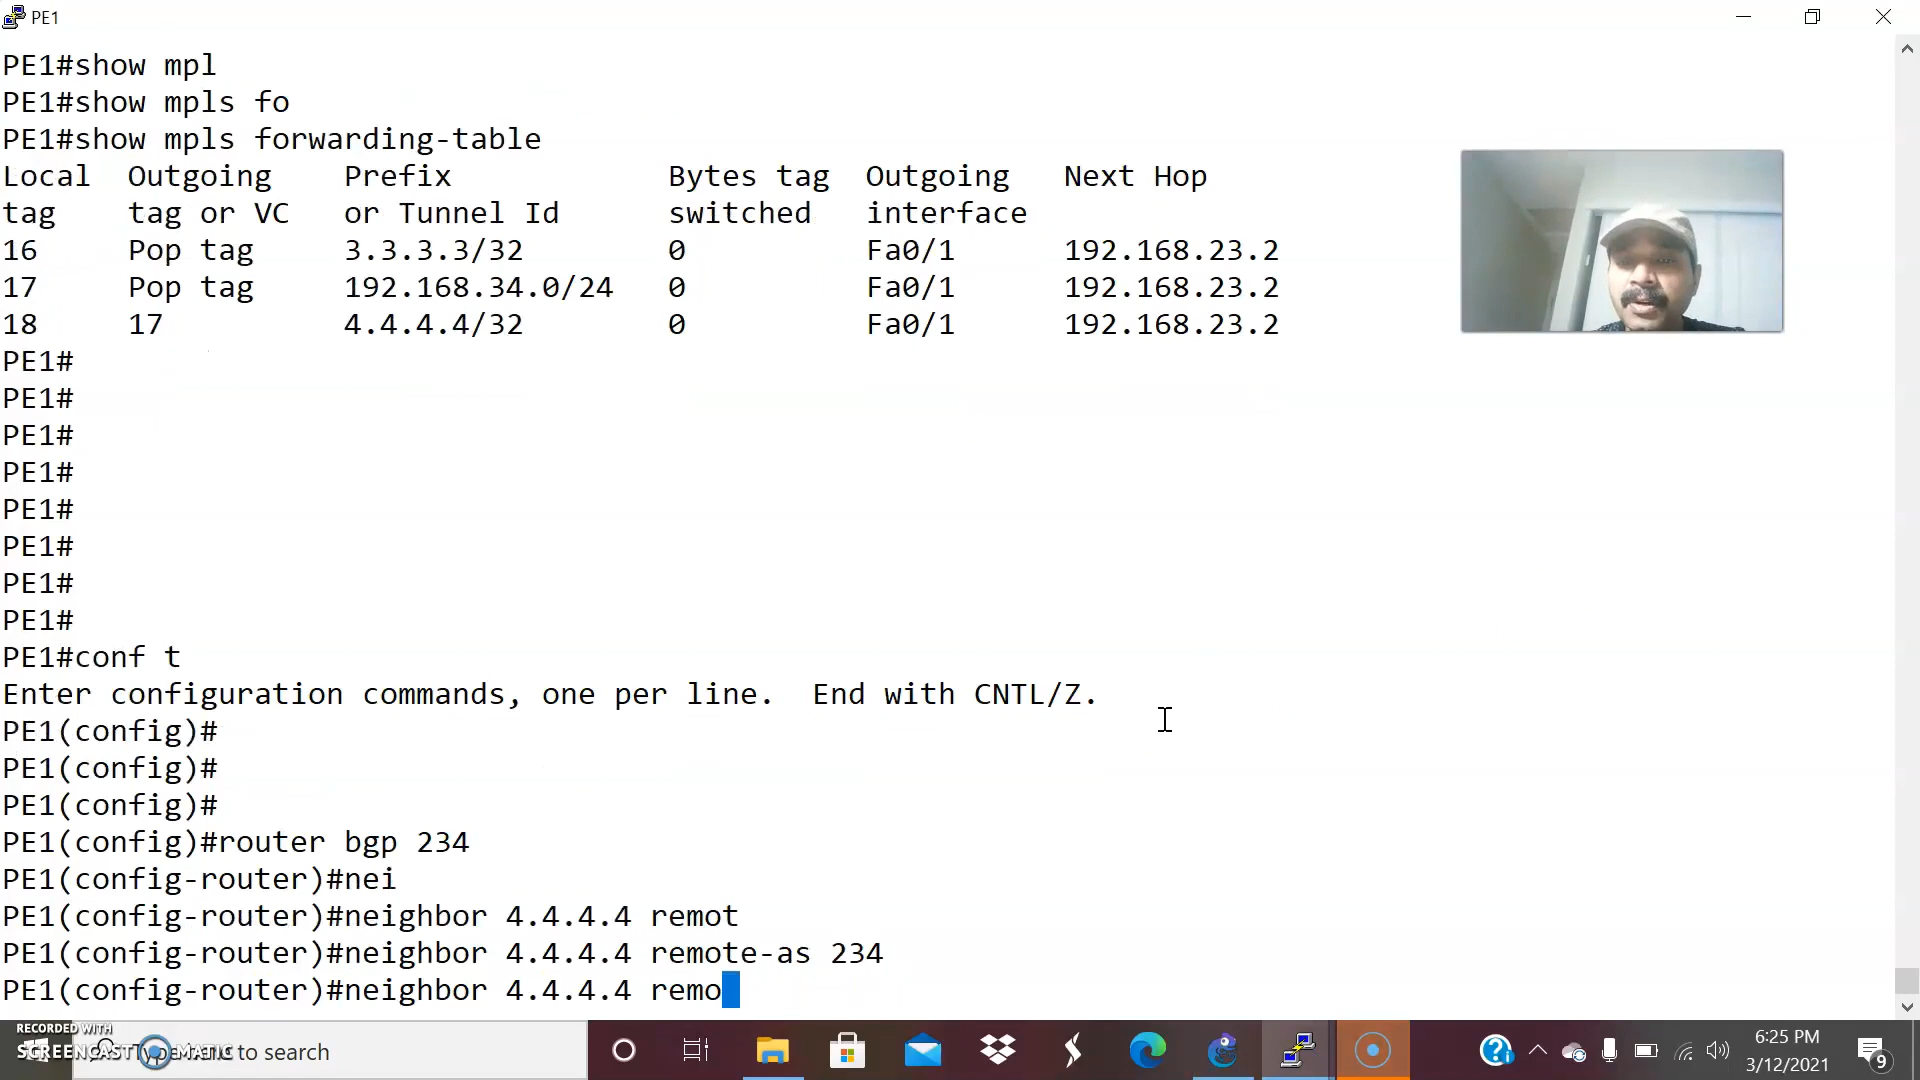 PE1
PE1#show mpl
PE1#show mpls fo
PE1#show mpls forwarding-table
Local Outgoing Prefix Bytes tag Outgoing Next Hop
tag tag or VC or Tunnel Id switched interface
16 Pop tag 3.3.3.3/32 0 Fa0/1 192.168.23.2
17 Pop tag 192.168.34.0/24 0 Fa0/1 192.168.23.2
18 17 4.4.4.4/32 0 Fa0/1 192.168.23.2
PE1#
PE1#
PE1#
PE1#
PE1#
PE1#
PE1#
PE1#
PE1#conf t
Enter configuration commands, one per line. End with CNTL/Z.
PE1(config)#
PE1(config)#
PE1(config)#
PE1(config)#router bgp 234
PE1(config-router)#nei
PE1(config-router)#neighbor 4.4.4.4 remot
PE1(config-router)#neighbor 4.4.4.4 remote-as 234
PE1(config-router)#neighbor 4.4.4.4 remo
RECORDED WITH
SCREENCAST MATIC
to search
6:25 PM
3/12/2021
9